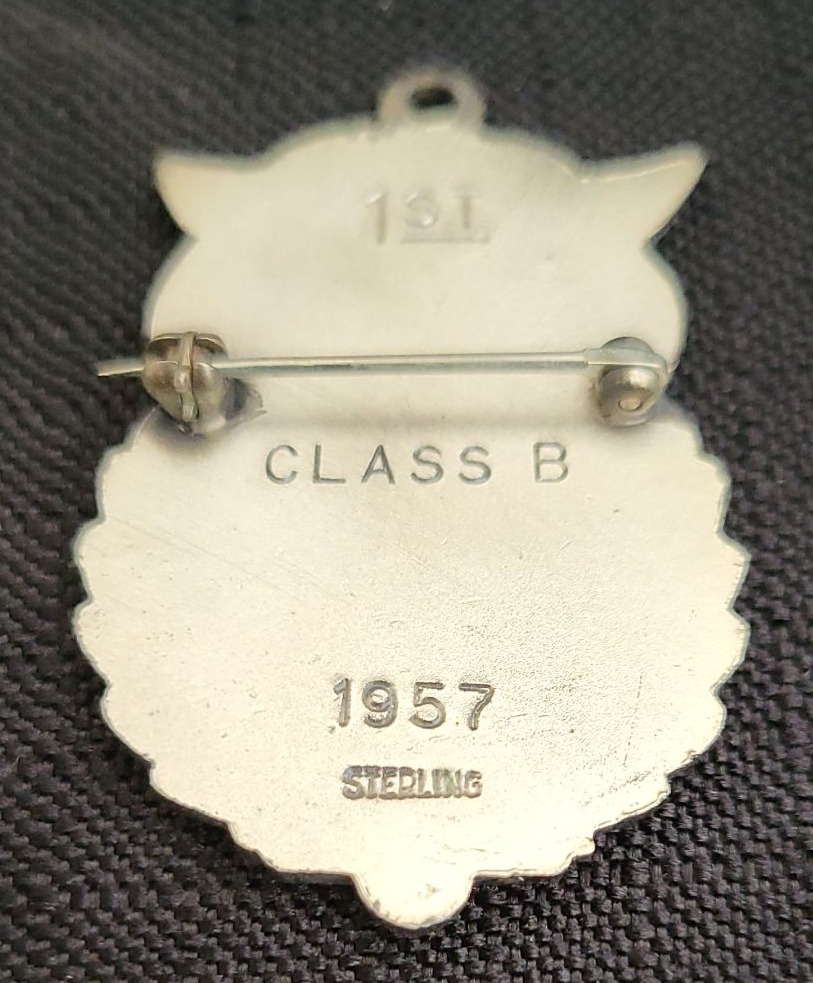 1ST
CLASS B
1957
STERLING